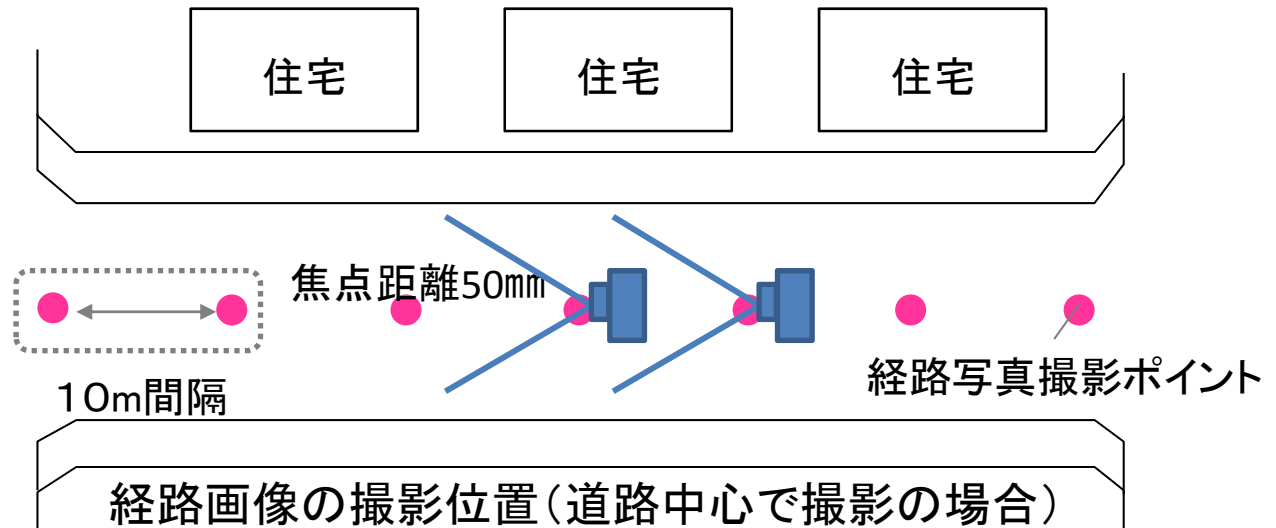 住宅
住宅
住宅
焦点距離50㎜
10m間隔
経路写真撮影ポイント
経路画像の撮影位置(道路中心で撮影の場合)